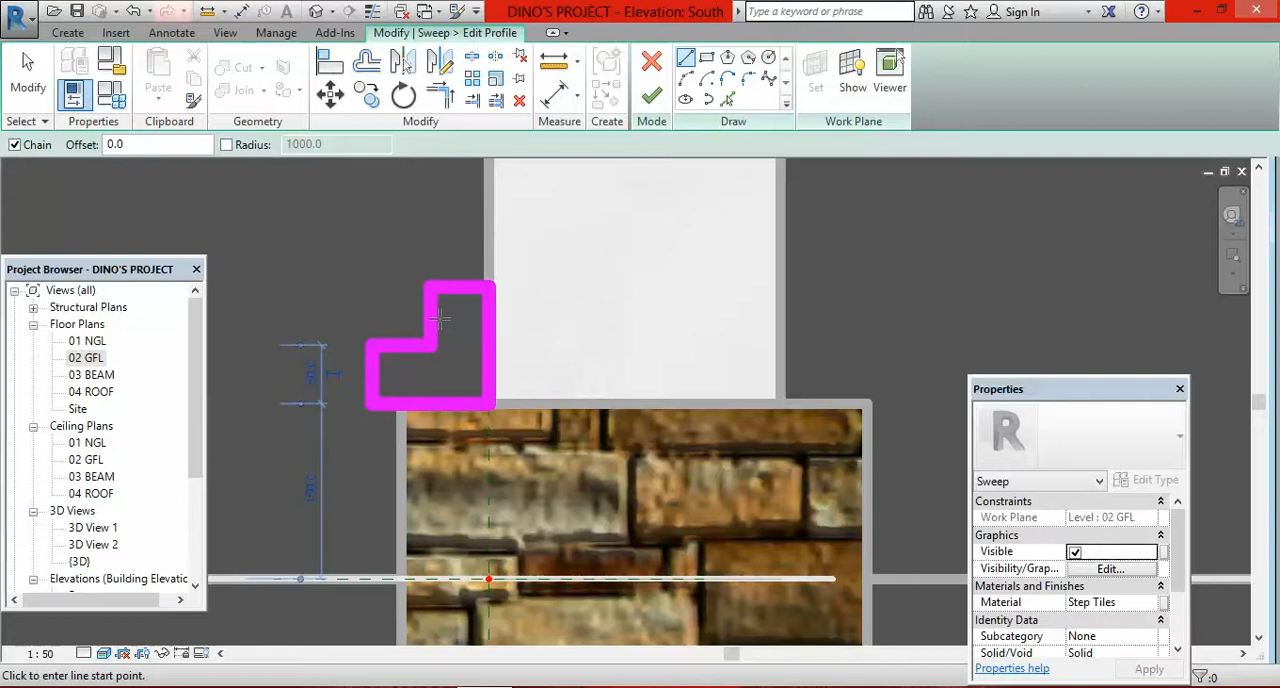 DINO'S PROJECT - Elevation: South
Type a keyword or phrase
Sign In
Create
Insert
Annotate
View
Manage
Add-Ins
Modify | Sweep > Edit Profile
Modify
Paste
Cut
Join
Set
Show
Viewer
Select
Properties
Clipboard
Geometry
Modify
Measure
Create
Mode
Draw
Work Plane
Chain
Offset:
0.0
Radius:
1000.0
Project Browser - DINO'S PROJECT
Views (all)
Structural Plans
Floor Plans
01 NGL
02 GFL
03 BEAM
04 ROOF
Site
Ceiling Plans
01 NGL
02 GFL
03 BEAM
04 ROOF
3D Views
3D View 1
3D View 2
{3D}
Elevations (Building Elevatic
Properties
R
Sweep
Edit Type
Constraints
Work Plane
Level : 02 GFL
Graphics
Visible
Visibility/Grap...
Edit...
Materials and Finishes
Material
Step Tiles
Identity Data
Subcategory
None
Solid/Void
Solid
Properties help
Apply
1 : 50
Click to enter line start point.
:0